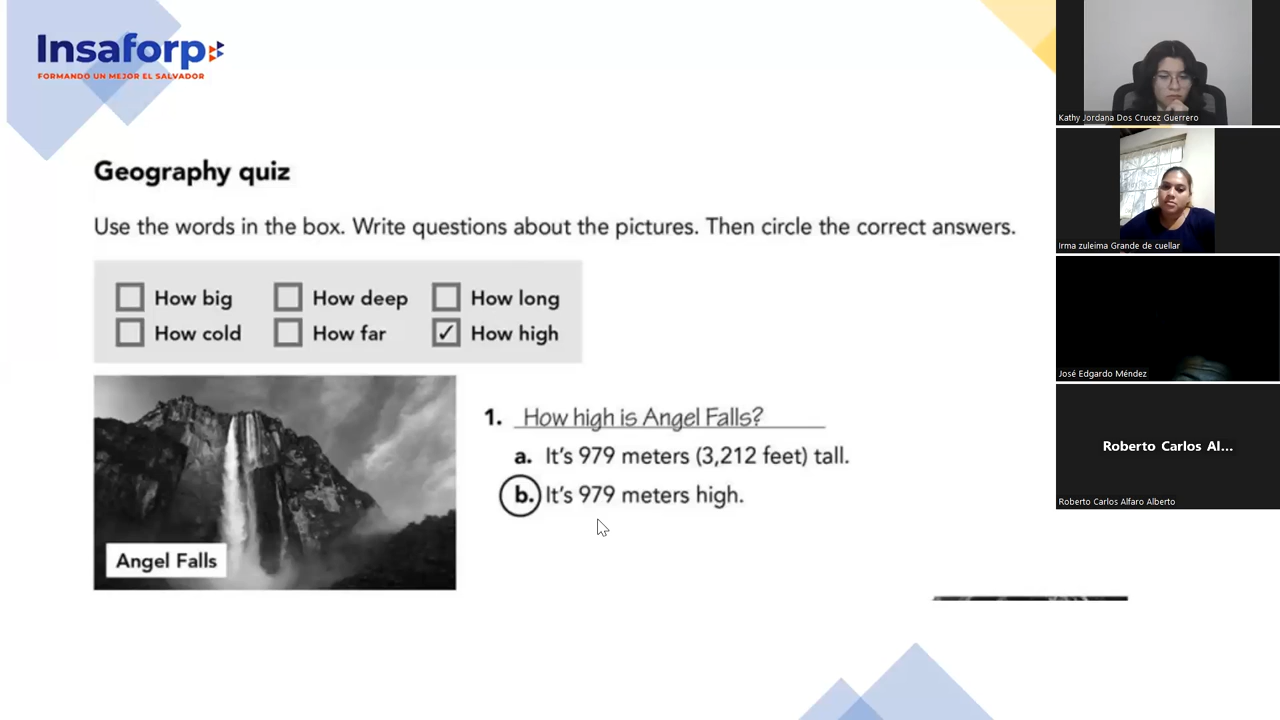 Insaforp
FORMANDO UN MEJOR EL SALVADOR
Geography quiz
Use the words in the box. Write questions about the pictures. Then circle the correct answers.
How big How deep How long
How cold How far ✓ How high
1. How high is Angel Falls?
a. It's 979 meters (3,212 feet) tall.
b. It's 979 meters high.
Angel Falls
Kathy Jordana Dos Crucez Guerrero
Irma zuleima Grande de cuellar
José Edgardo Méndez
Roberto Carlos Al...
Roberto Carlos Alfaro Alberto